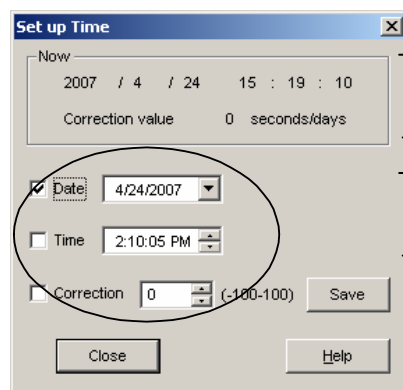 Set up Time
Now
2007 / 4 / 24 15 : 19 : 10
Correction value 0 seconds/days
Date 4/24/2007
Time 2:10:05 PM
Correction 0 (-100-100) Save
Close Help